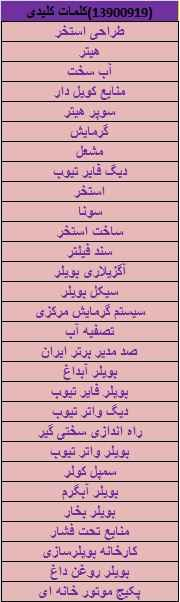 کلمات کلیدی(13900919)
طراحی استخر
هیتر
آب سخت
منابع کویل دار
سوپر هیتر
گرمایش
مشعل
دیگ فایر تیوب
استخر
سونا
ساخت استخر
سند فیلتر
آگزیلاری بویلر
سیکل بویلر
سیستم گرمایش مرکزی
تصفیه آب
صد مدیر برتر ایران
بویلر آبداغ
بویلر فایر تیوب
دیگ واتر تیوب
راه اندازی سختی گیر
بویلر واتر تیوب
سمپل کولر
بویلر آبگرم
بویلر بخار
منابع تحت فشار
کارخانه بویلرسازی
بویلر روغن داغ
پکیج موتور خانه ای